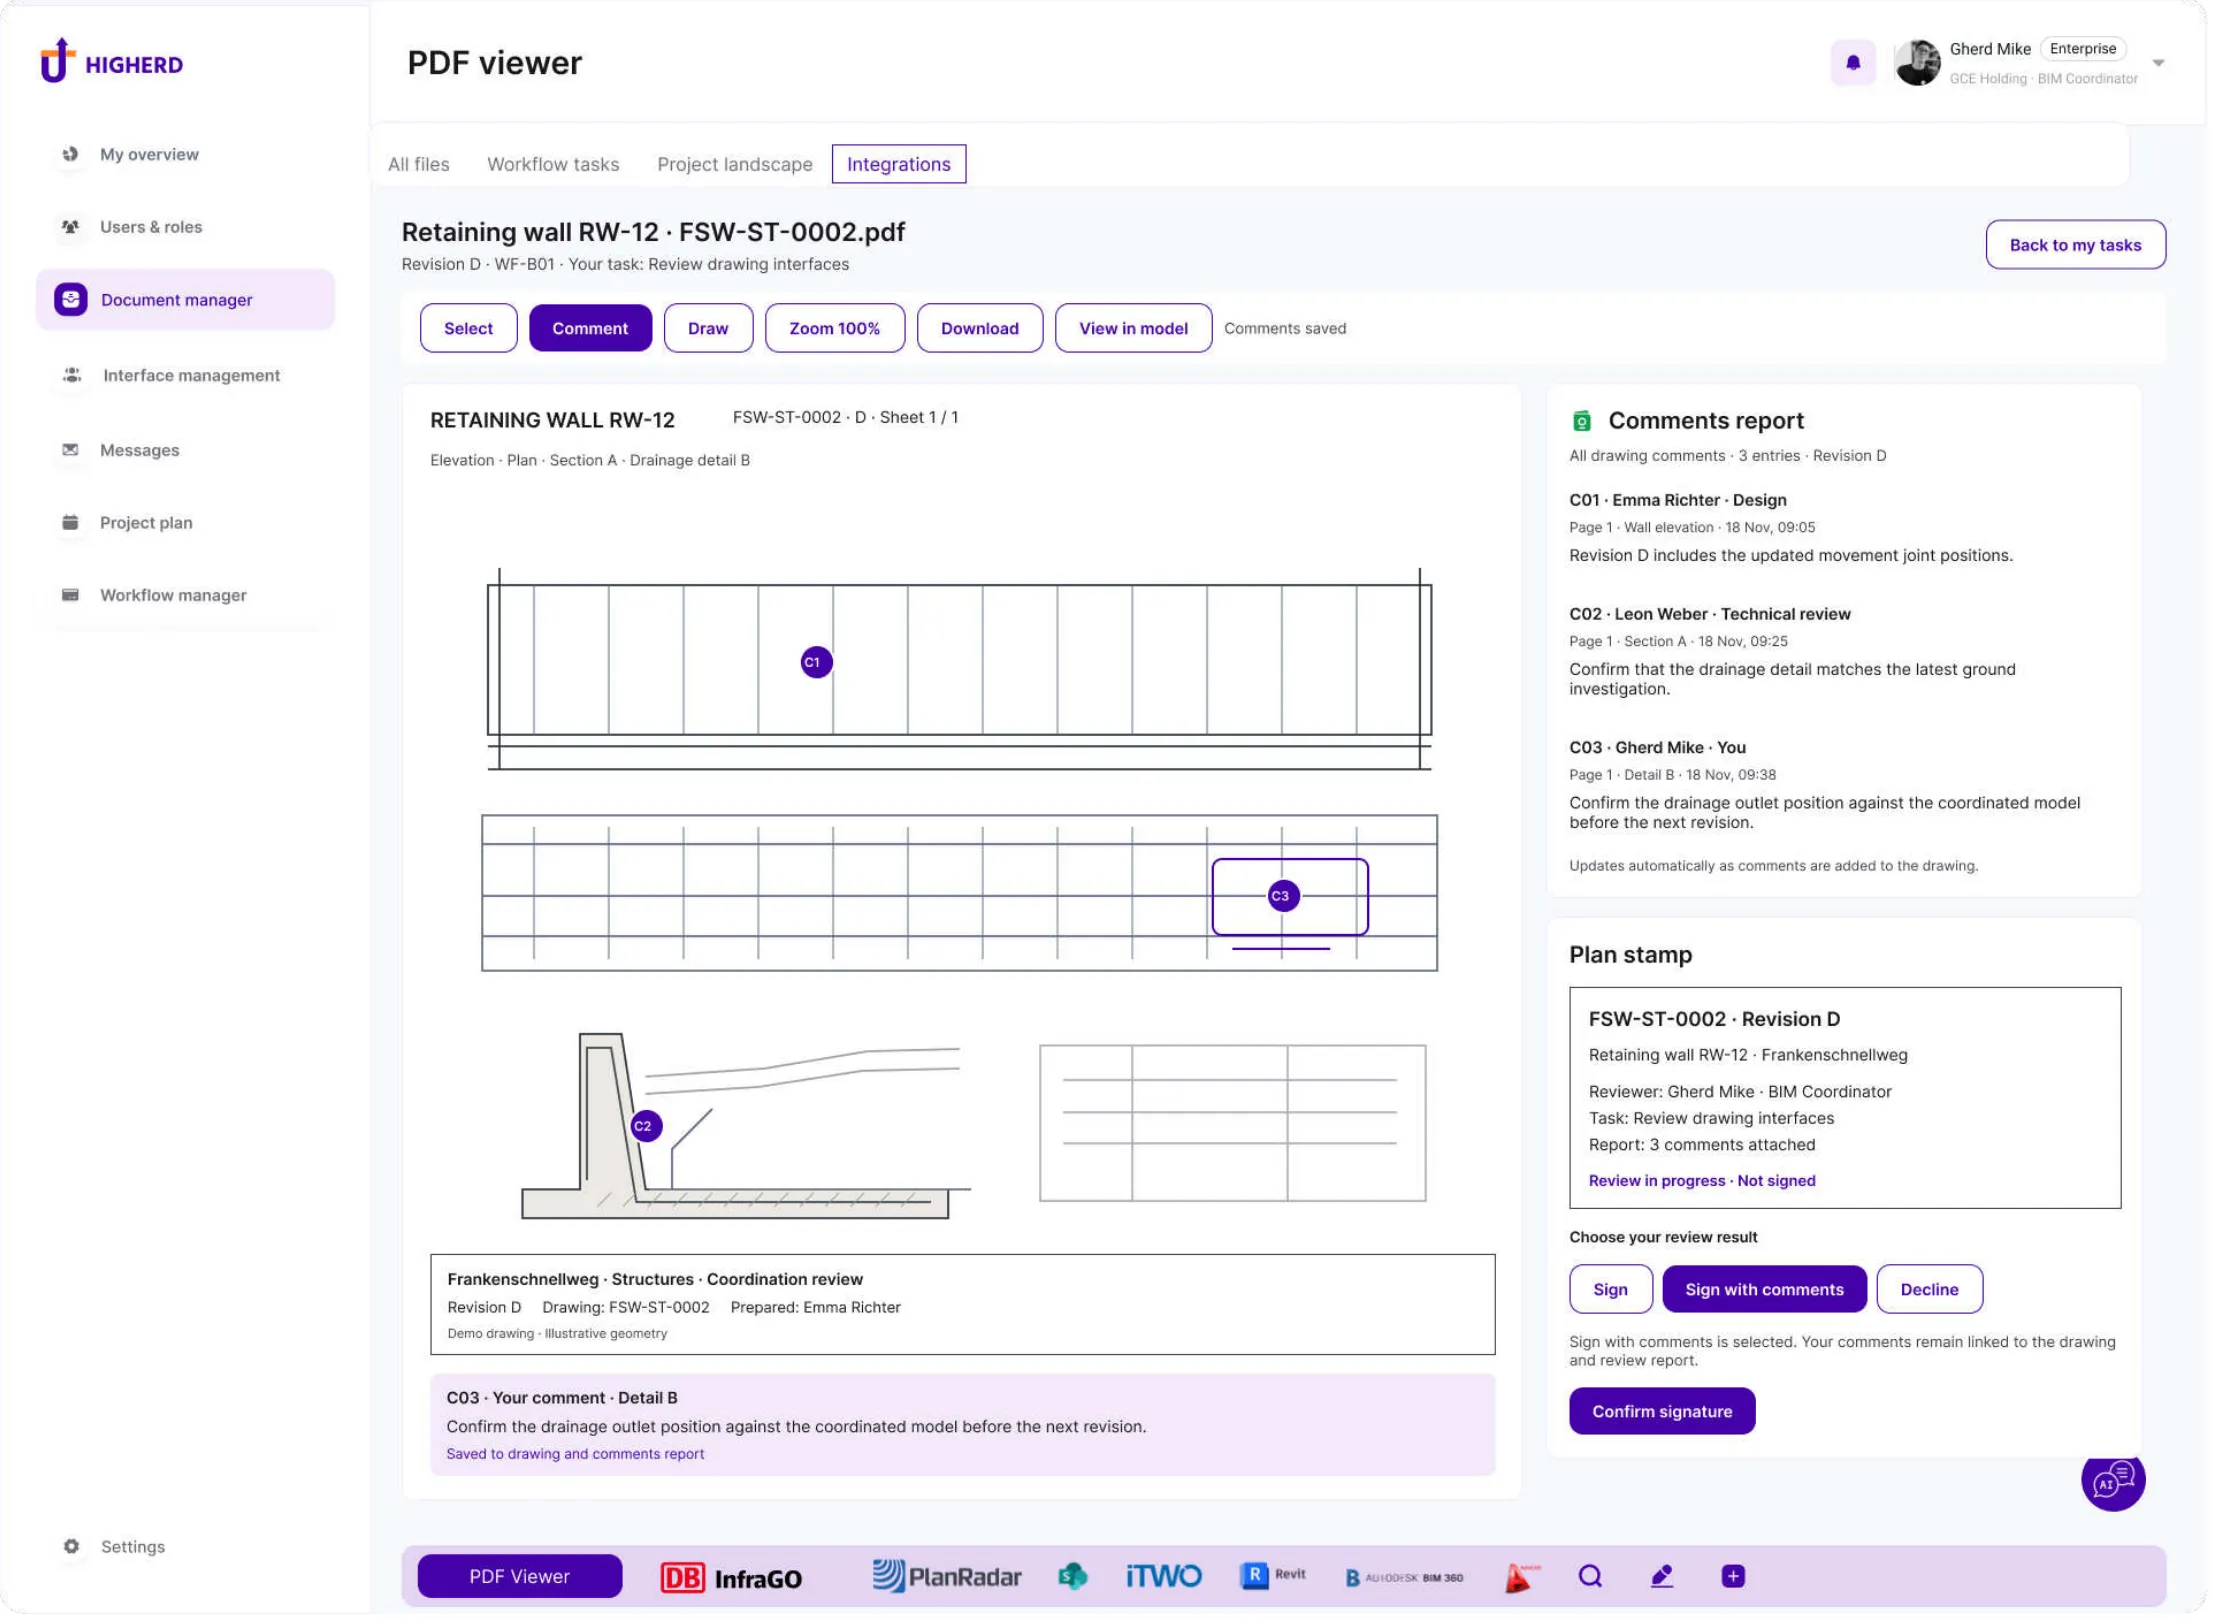 HIGHERD
PDF viewer
Gherd Mike
Enterprise
GCE Holding · BIM Coordinator
My overview
Users & roles
Document manager
Interface management
Messages
Project plan
Workflow manager
Settings
All files
Workflow tasks
Project landscape
Integrations
Retaining wall RW-12 · FSW-ST-0002.pdf
Revision D · WF-B01 · Your task: Review drawing interfaces
Back to my tasks
Select
Comment
Draw
Zoom 100%
Download
View in model
Comments saved
RETAINING WALL RW-12
FSW-ST-0002 · D · Sheet 1 / 1
Elevation · Plan · Section A · Drainage detail B
C1
C3
C2
Frankenschnellweg · Structures · Coordination review
Revision D Drawing: FSW-ST-0002 Prepared: Emma Richter
Demo drawing · Illustrative geometry
C03 · Your comment · Detail B
Confirm the drainage outlet position against the coordinated model before the next revision.
Saved to drawing and comments report
Comments report
All drawing comments · 3 entries · Revision D
C01 · Emma Richter · Design
Page 1 · Wall elevation · 18 Nov, 09:05
Revision D includes the updated movement joint positions.
C02 · Leon Weber · Technical review
Page 1 · Section A · 18 Nov, 09:25
Confirm that the drainage detail matches the latest ground
investigation.
C03 · Gherd Mike · You
Page 1 · Detail B · 18 Nov, 09:38
Confirm the drainage outlet position against the coordinated model
before the next revision.
Updates automatically as comments are added to the drawing.
Plan stamp
FSW-ST-0002 · Revision D
Retaining wall RW-12 · Frankenschnellweg
Reviewer: Gherd Mike · BIM Coordinator
Task: Review drawing interfaces
Report: 3 comments attached
Review in progress · Not signed
Choose your review result
Sign
Sign with comments
Decline
Sign with comments is selected. Your comments remain linked to the drawing
and review report.
Confirm signature
AI
PDF Viewer
DB InfraGO
PlanRadar
S
iTWO
R Revit
B AUTODESK BIM 360